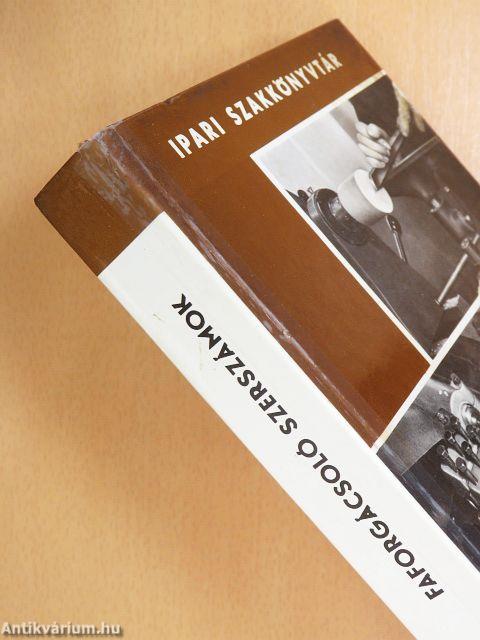 IPARI SZAKKÖNYVTÁR
FAFORGÁCSOLÓ SZERSZÁMOK
Antikvárium.hu